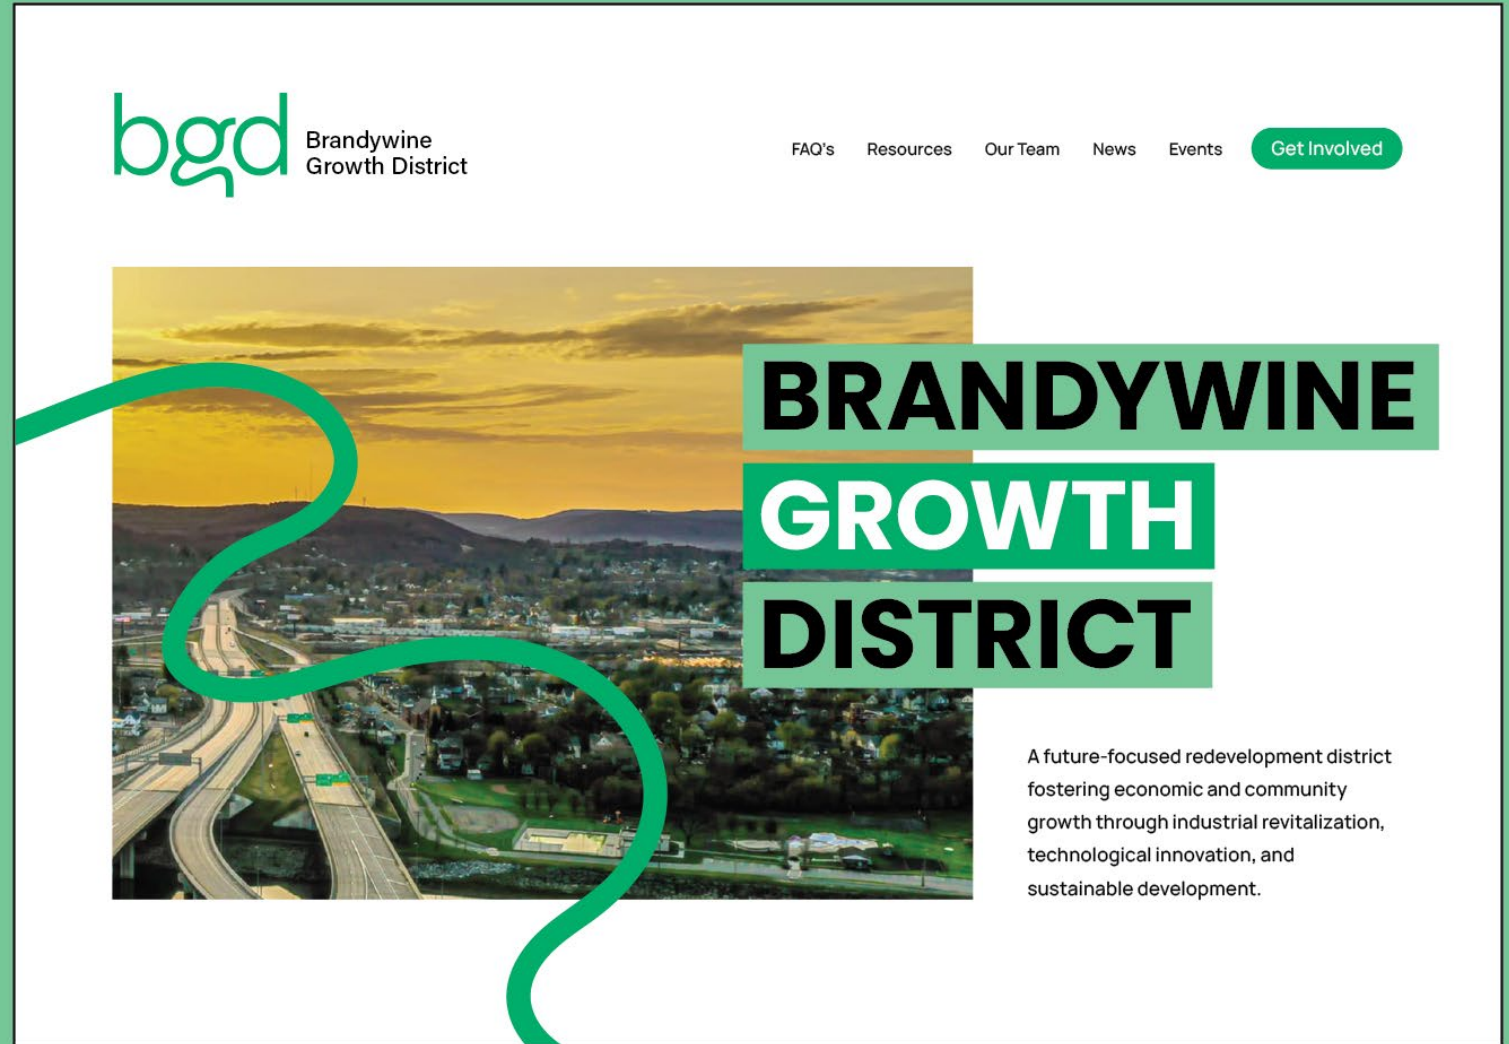 bgd
Brandywine
Growth District
FAQ's Resources Our Team News Events Get Involved
BRANDYWINE
GROWTH
DISTRICT
A future-focused redevelopment district
fostering economic and community
growth through industrial revitalization,
technological innovation, and
sustainable development.